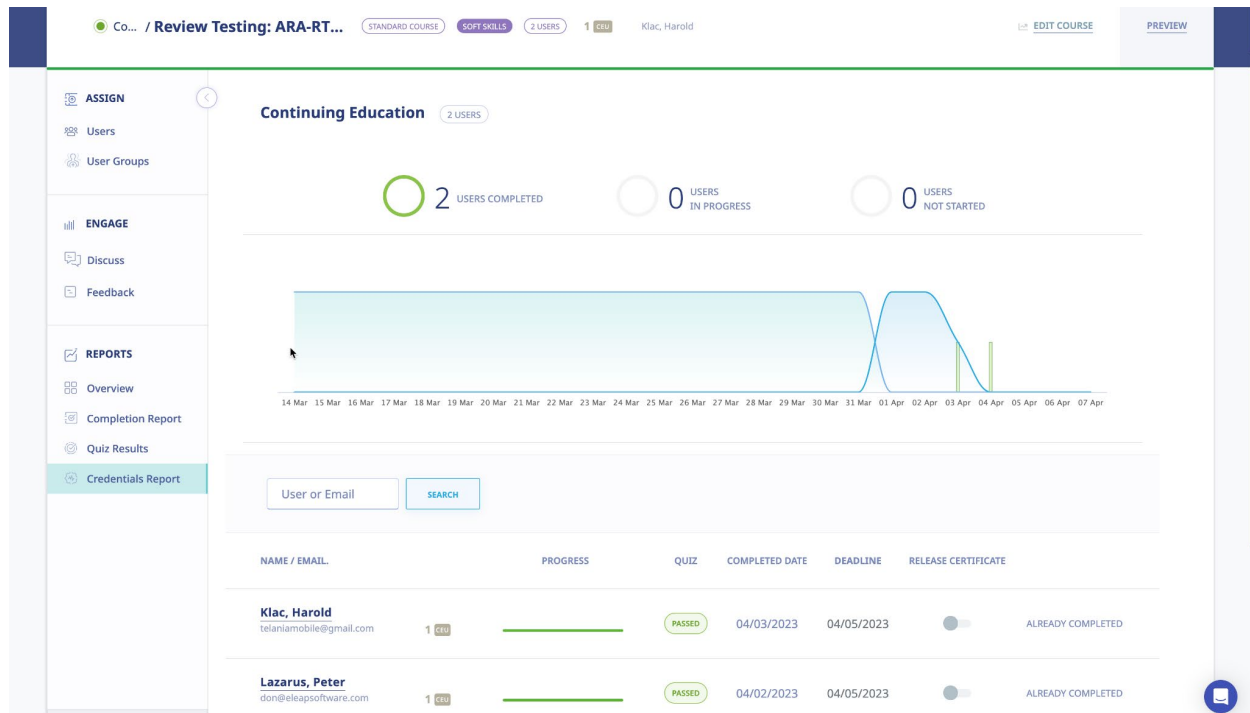 Co... / Review Testing: ARA-RT... STANDARD COURSE SOFT SKILLS 2 USERS 1 CEU Klac, Harold EDIT COURSE PREVIEW
ASSIGN
Users
User Groups
ENGAGE
Discuss
Feedback
REPORTS
Overview
Completion Report
Quiz Results
Credentials Report
Continuing Education 2 USERS
2 USERS COMPLETED
0 USERS
IN PROGRESS
0 USERS
NOT STARTED
14 Mar 15 Mar 16 Mar 17 Mar 18 Mar 19 Mar 20 Mar 21 Mar 22 Mar 23 Mar 24 Mar 25 Mar 26 Mar 27 Mar 28 Mar 29 Mar 30 Mar 31 Mar 01 Apr 02 Apr 03 Apr 04 Apr 05 Apr 06 Apr 07 Apr
User or Email SEARCH
NAME / EMAIL. PROGRESS QUIZ COMPLETED DATE DEADLINE RELEASE CERTIFICATE
Klac, Harold
telaniamobile@gmail.com 1 CEU PASSED 04/03/2023 04/05/2023 ALREADY COMPLETED
Lazarus, Peter
don@eleapsoftware.com 1 CEU PASSED 04/02/2023 04/05/2023 ALREADY COMPLETED